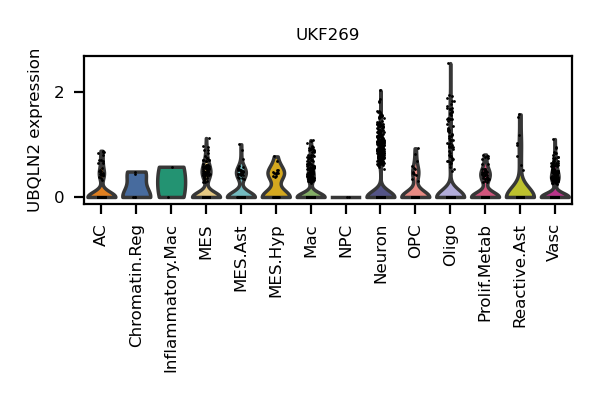 UKF269
UBQLN2 expression
2
0
AC
Chromatin.Reg
Inflammatory.Mac
MES
MES.Ast
MES.Hyp
Mac
NPC
Neuron
OPC
Oligo
Prolif.Metab
Reactive.Ast
Vasc